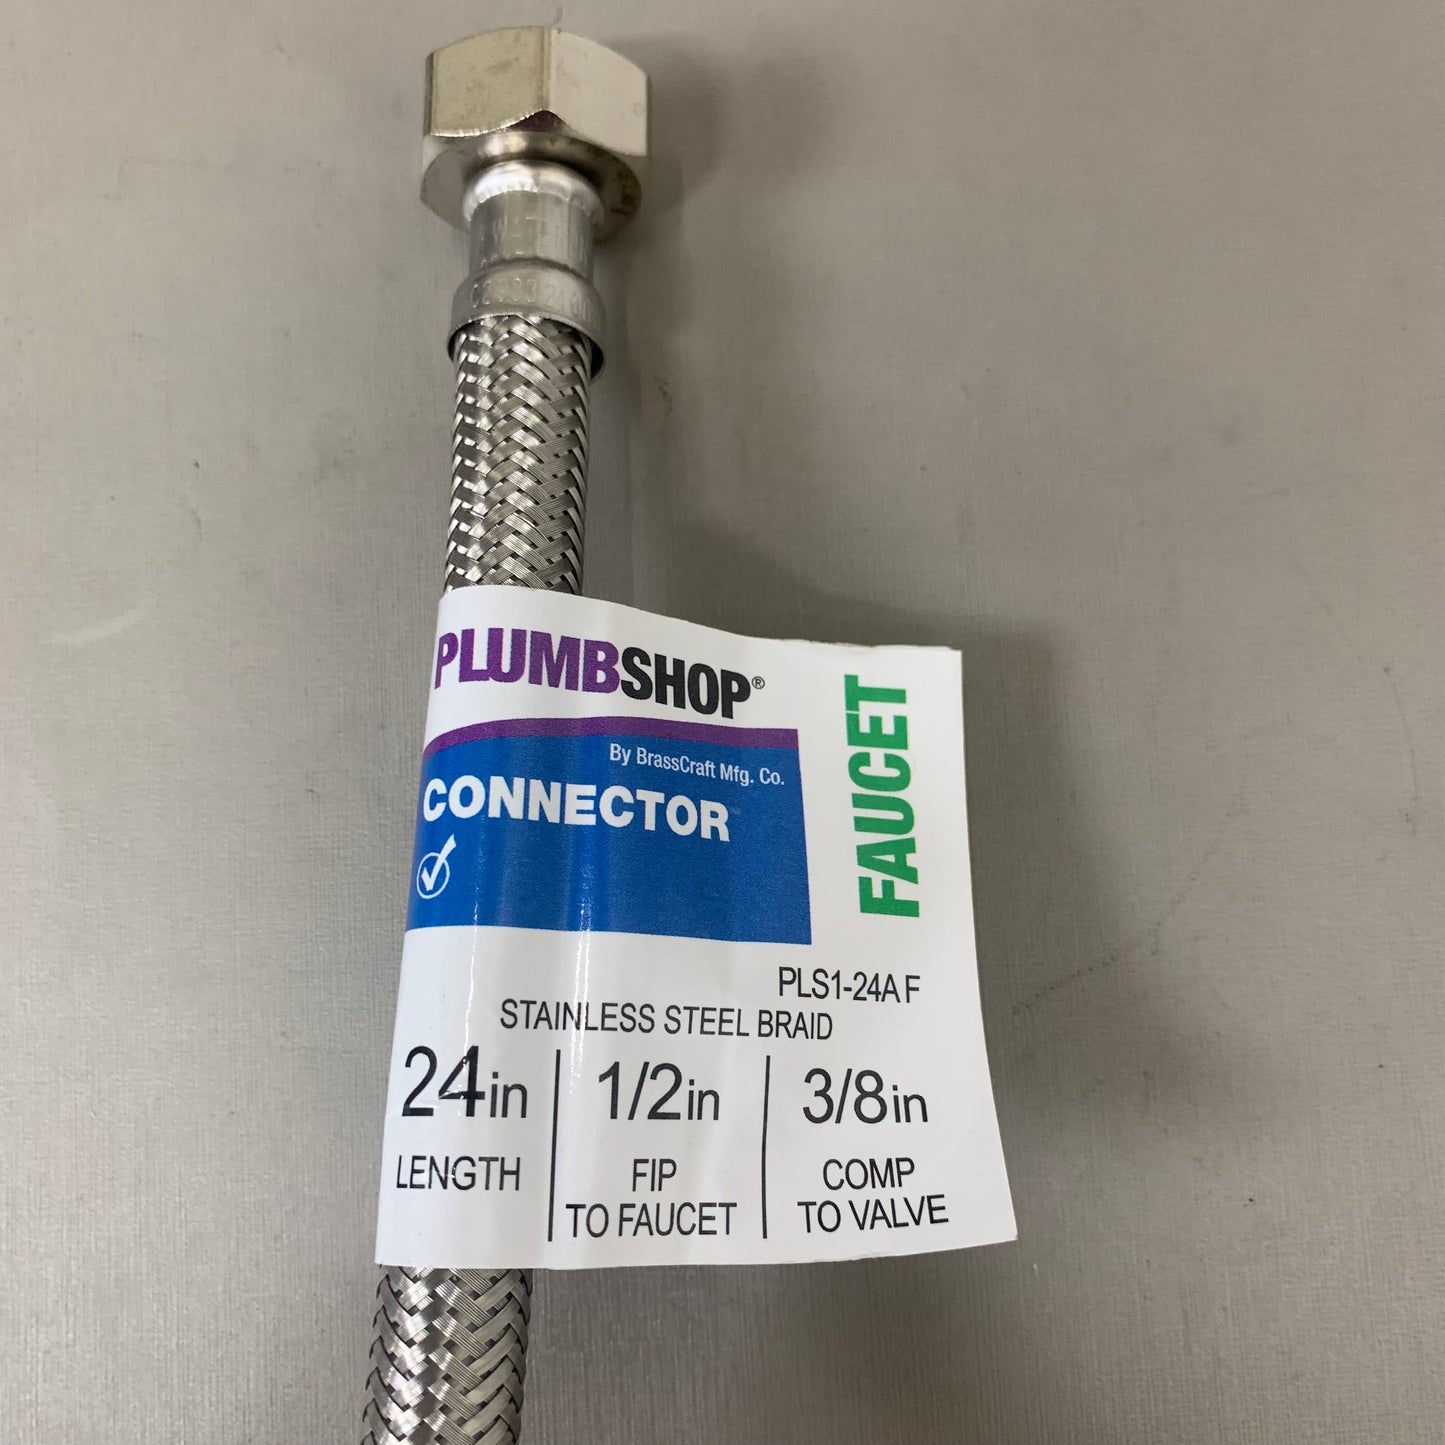 PLUMBSHOP®
By BrassCraft Mfg. Co.
CONNECTOR
FAUCET
PLS1-24A F
STAINLESS STEEL BRAID
24in
LENGTH
1/2in
FIP
TO FAUCET
3/8in
COMP
TO VALVE